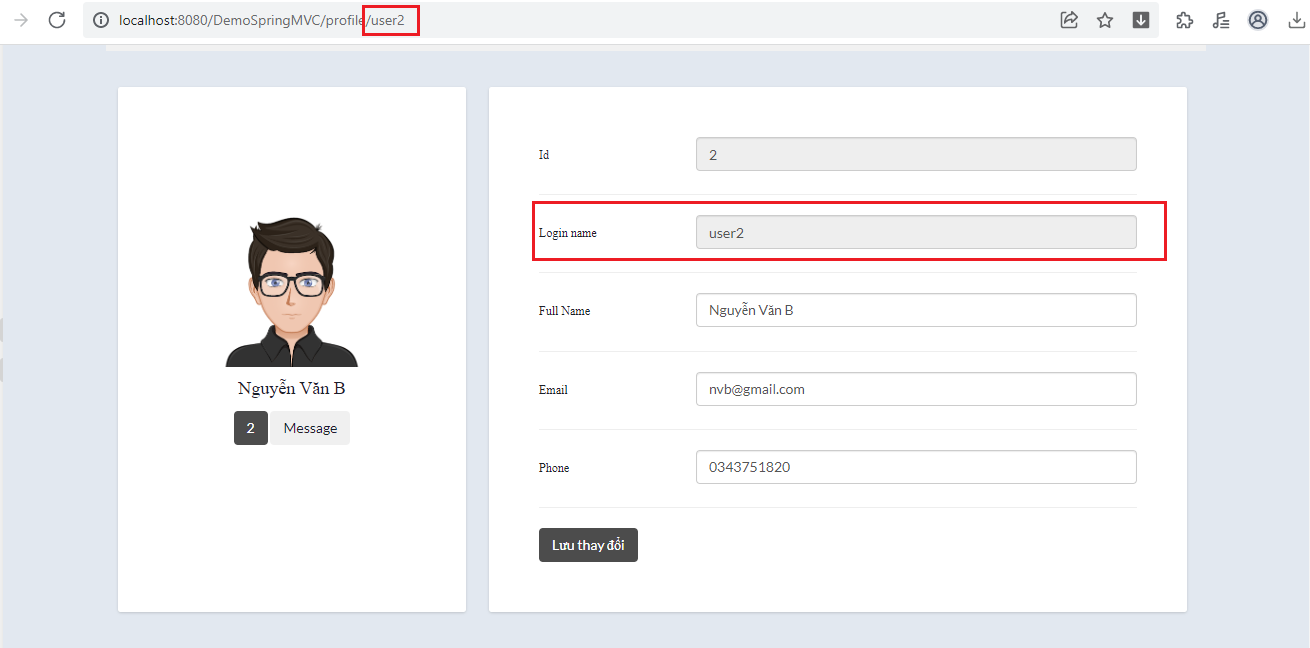 localhost:8080/DemoSpringMVC/profile/user2
Nguyễn Văn B
2 Message
Id 2
Login name user2
Full Name Nguyễn Văn B
Email nvb@gmail.com
Phone 0343751820
Lưu thay đổi